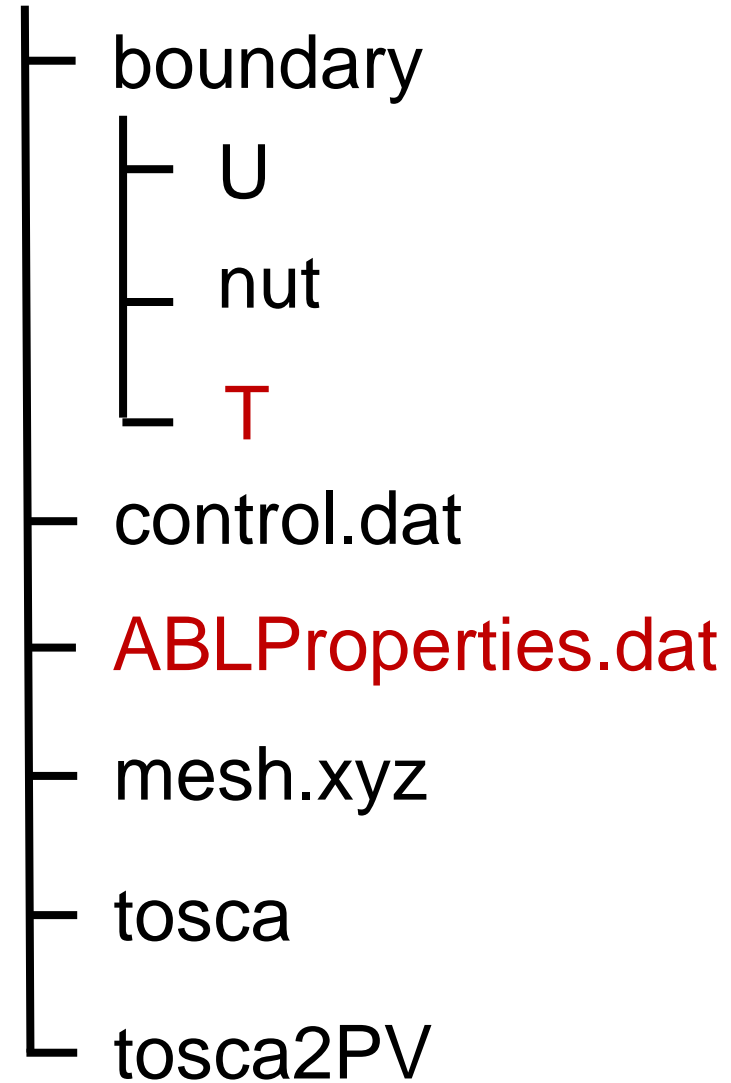 boundary
U
nut
T
control.dat
ABLProperties.dat
mesh.xyz
tosca
tosca2PV